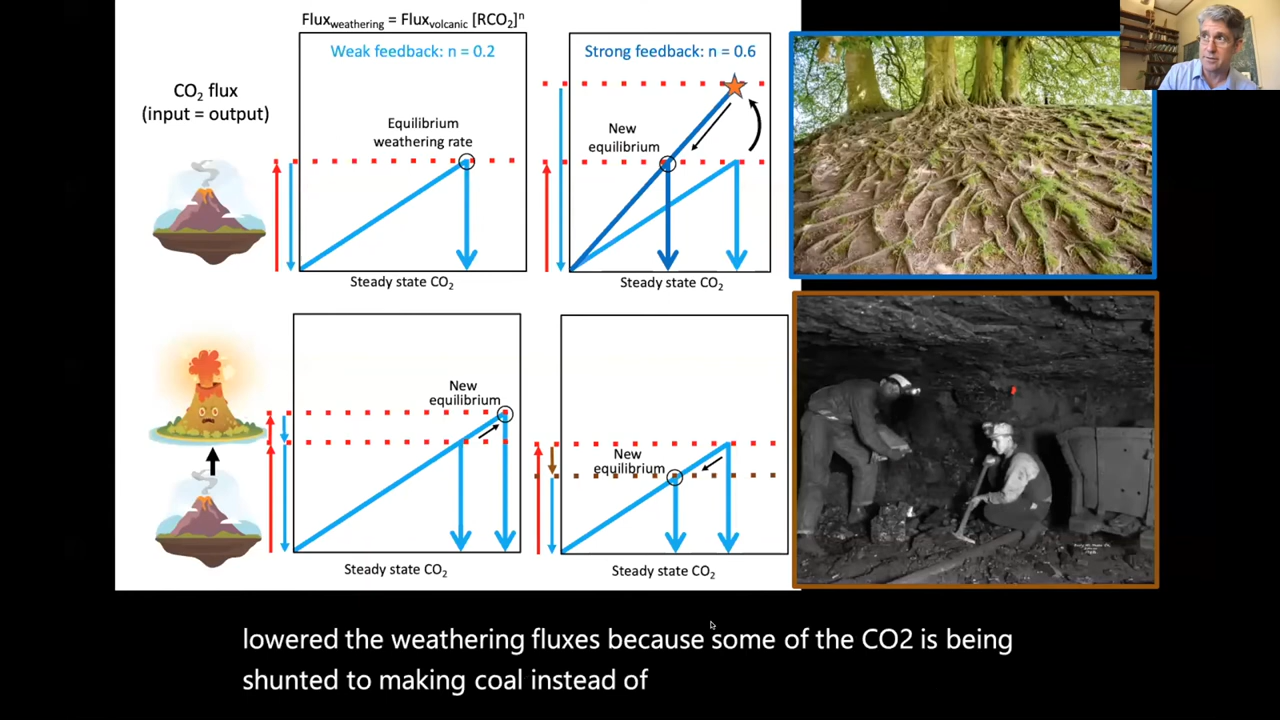 Flux_weathering = Flux_volcanic [RCO₂]ⁿ
Weak feedback: n = 0.2
Strong feedback: n = 0.6
CO₂ flux
(input = output)
Equilibrium
weathering rate
New
equilibrium
Steady state CO₂
Steady state CO₂
New
equilibrium
New
equilibrium
Steady state CO₂
Steady state CO₂
lowered the weathering fluxes because some of the CO2 is being
shunted to making coal instead of